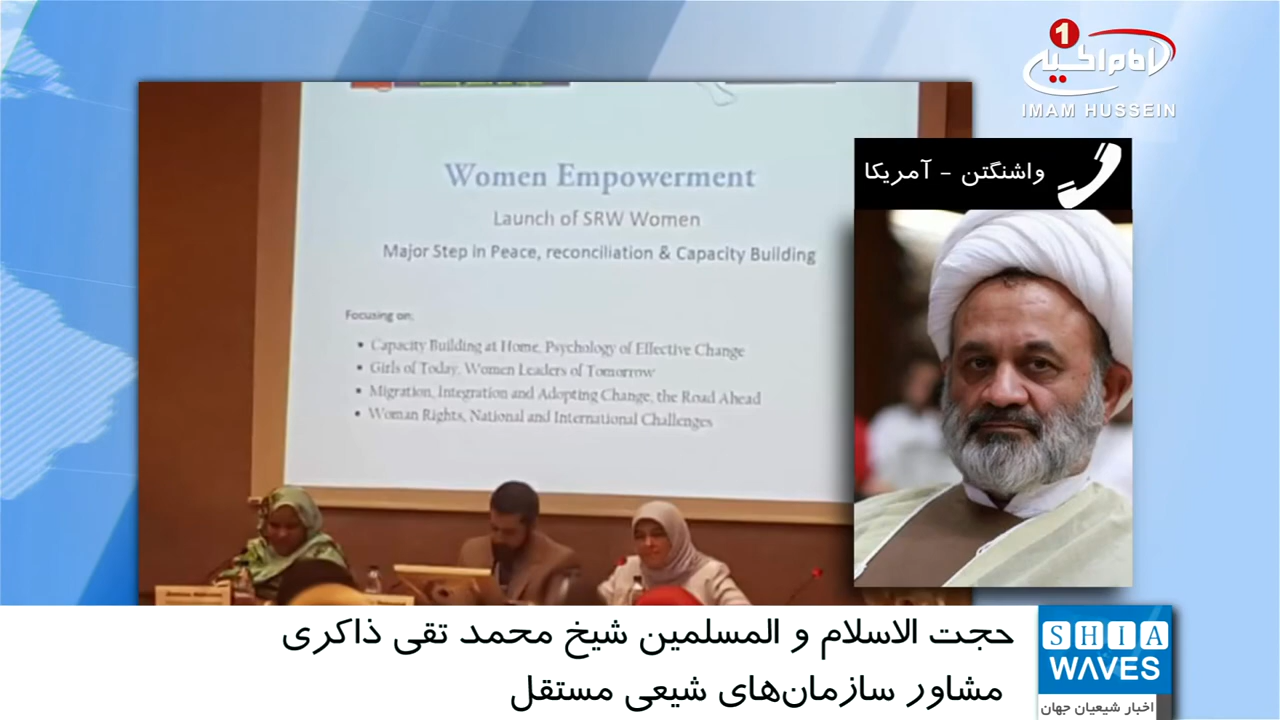 1
امام حسین
IMAM HUSSEIN
Women Empowerment
Launch of SRW Women
Major Step in Peace, reconciliation & Capacity Building
Focusing on:
• Capacity Building at Home, Psychology of Effective Change
• Girls of Today, Women Leaders of Tomorrow
• Migration, Integration and Adopting Change, the Road Ahead
• Woman Rights, National and International Challenges
واشنگتن - آمریکا
حجت الاسلام و المسلمین شیخ محمد تقی ذاکری
مشاور سازمان‌های شیعی مستقل
SHIA
WAVES
اخبار شیعیان جهان